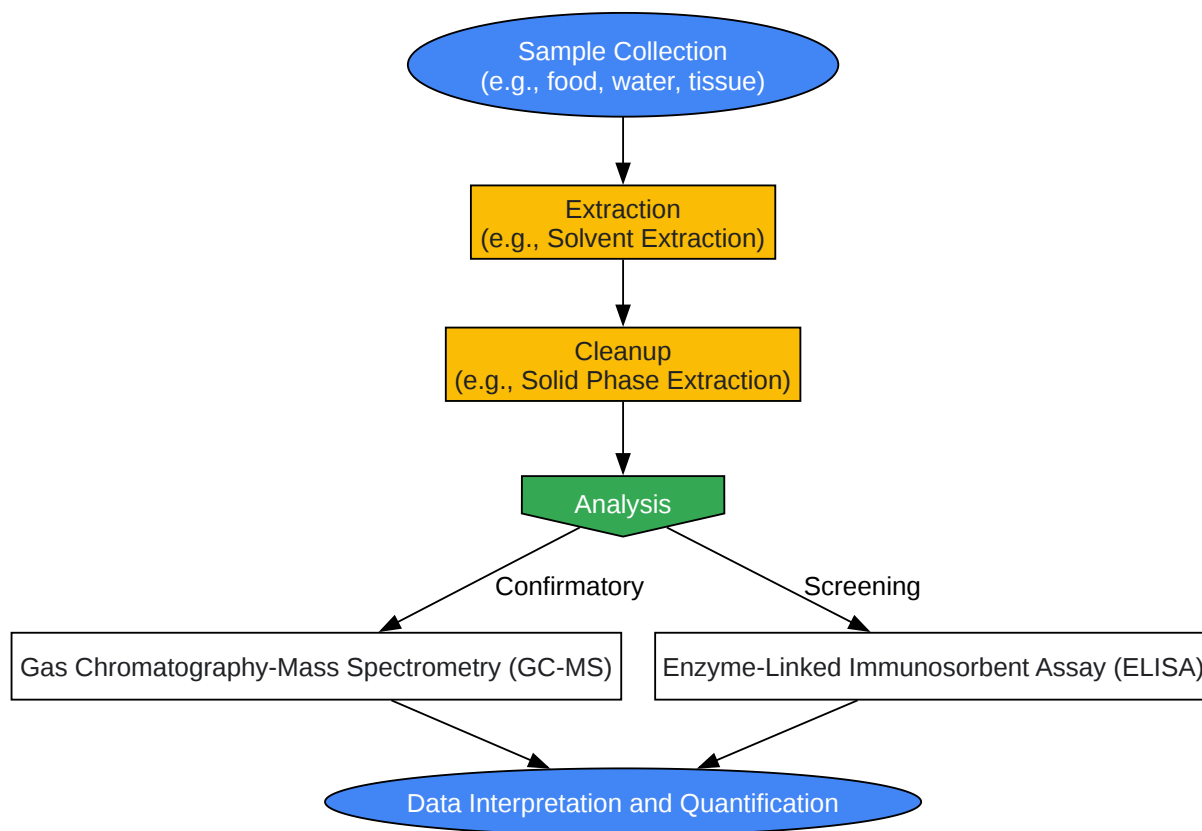 Sample Collection
(e.g., food, water, tissue)
Extraction
(e.g., Solvent Extraction)
Cleanup
(e.g., Solid Phase Extraction)
Analysis
Confirmatory
Screening
Gas Chromatography-Mass Spectrometry (GC-MS)
Enzyme-Linked Immunosorbent Assay (ELISA)
Data Interpretation and Quantification